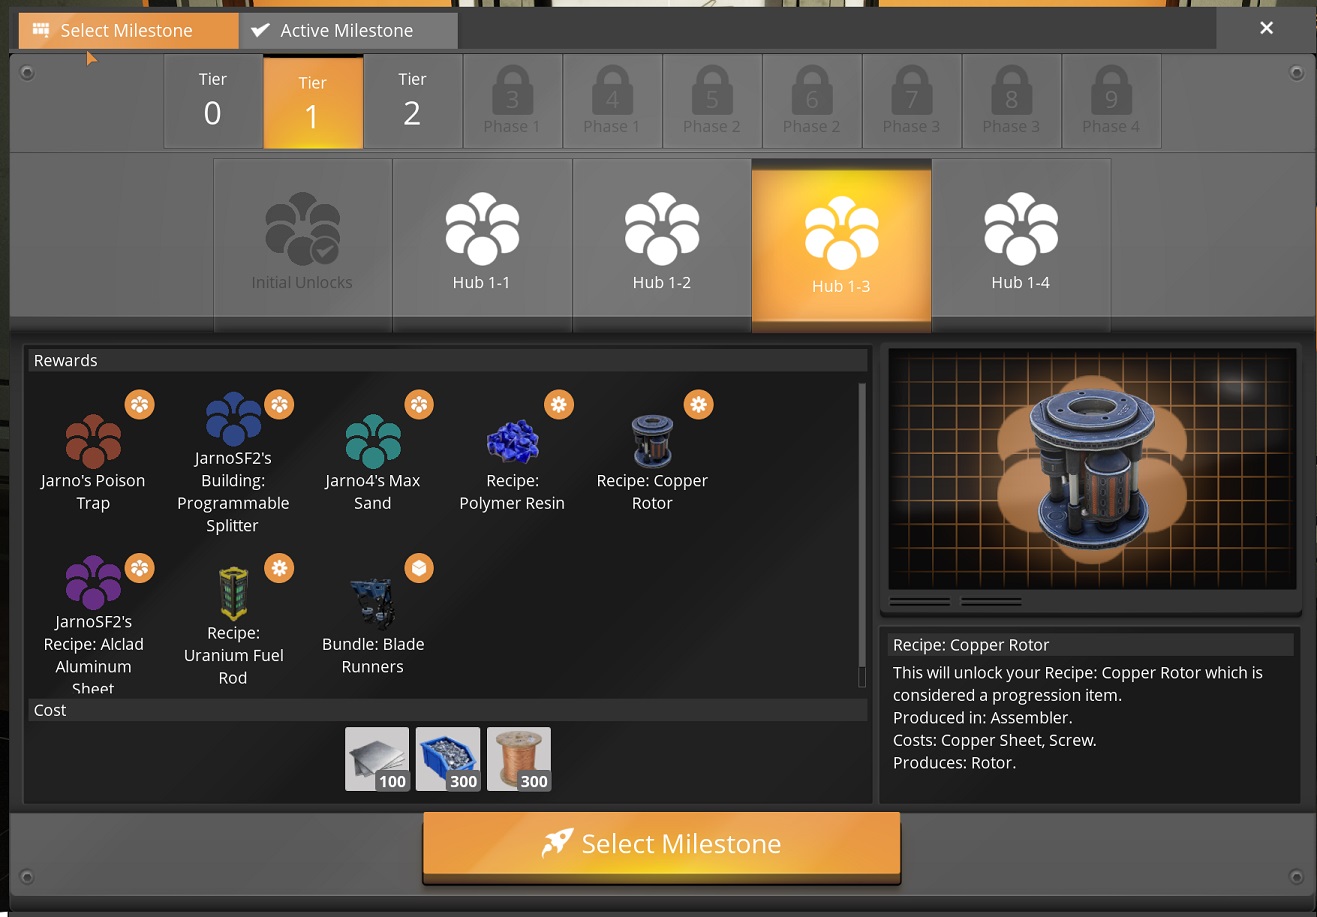 Select Milestone
Active Milestone
Tier
0
Tier
1
Tier
2
3
Phase 1
4
Phase 1
5
Phase 2
6
Phase 2
7
Phase 3
8
Phase 3
9
Phase 4
Initial Unlocks
Hub 1-1
Hub 1-2
Hub 1-3
Hub 1-4
Rewards
Jarno's Poison
Trap
JarnoSF2's
Building:
Programmable
Splitter
Jarno4's Max
Sand
Recipe:
Polymer Resin
Recipe: Copper
Rotor
JarnoSF2's
Recipe: Alclad
Aluminum
Sheet
Recipe:
Uranium Fuel
Rod
Bundle: Blade
Runners
Cost
100
300
300
Recipe: Copper Rotor
This will unlock your Recipe: Copper Rotor which is
considered a progression item.
Produced in: Assembler.
Costs: Copper Sheet, Screw.
Produces: Rotor.
Select Milestone